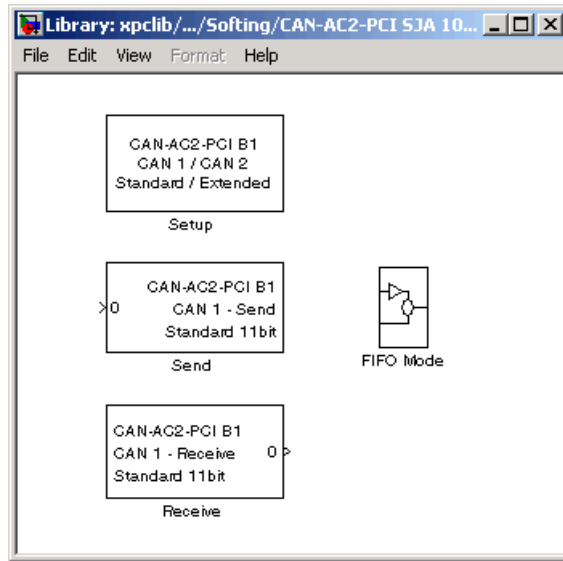 Library: xpclib/.../Softing/CAN-AC2-PCI SJA 10...
File Edit View Format Help
CAN-AC2-PCI B1
CAN 1 / CAN 2
Standard / Extended
Setup
CAN-AC2-PCI B1
0 CAN 1 - Send
Standard 11bit
Send
FIFO Mode
CAN-AC2-PCI B1
CAN 1 - Receive 0
Standard 11bit
Receive